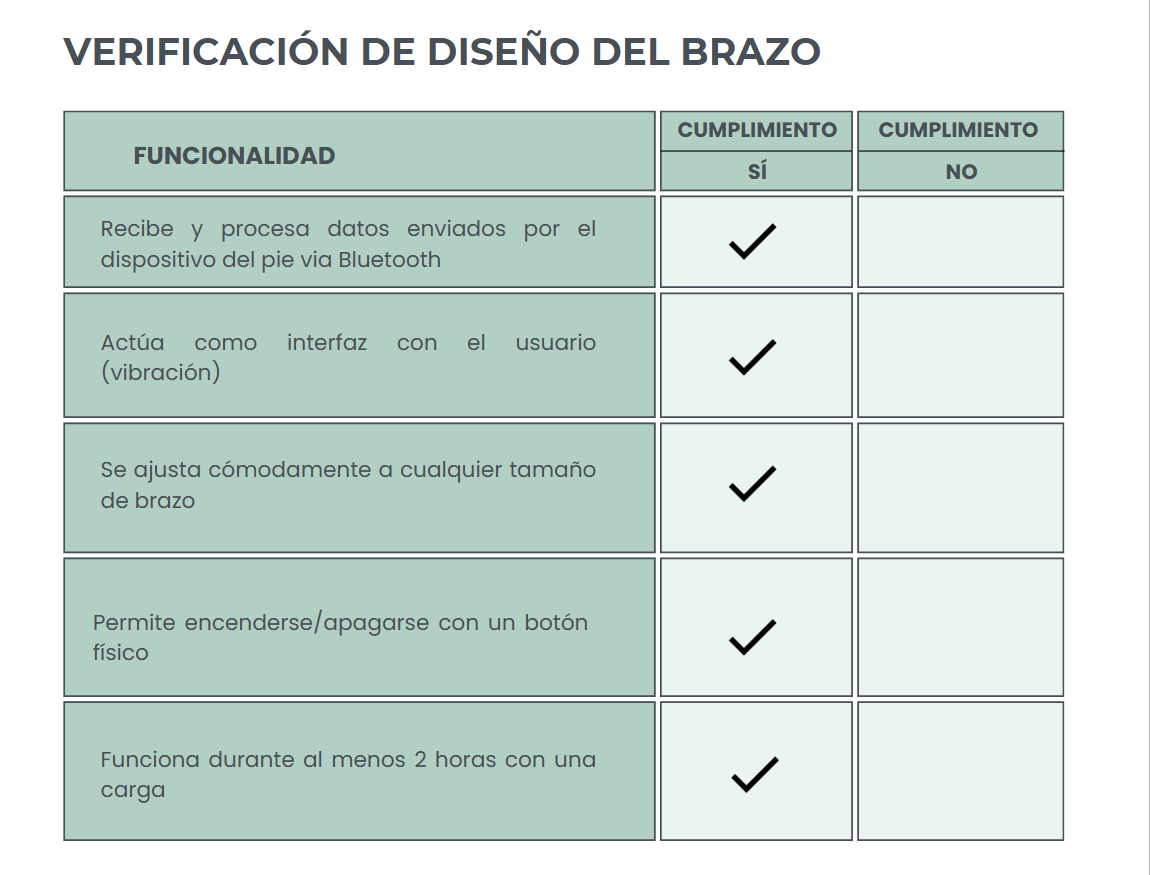 VERIFICACIÓN DE DISEÑO DEL BRAZO
FUNCIONALIDAD
CUMPLIMIENTO
CUMPLIMIENTO
SÍ
NO
Recibe y procesa datos enviados por el
dispositivo del pie via Bluetooth
Actúa como interfaz con el usuario
(vibración)
Se ajusta cómodamente a cualquier tamaño
de brazo
Permite encenderse/apagarse con un botón
físico
Funciona durante al menos 2 horas con una
carga